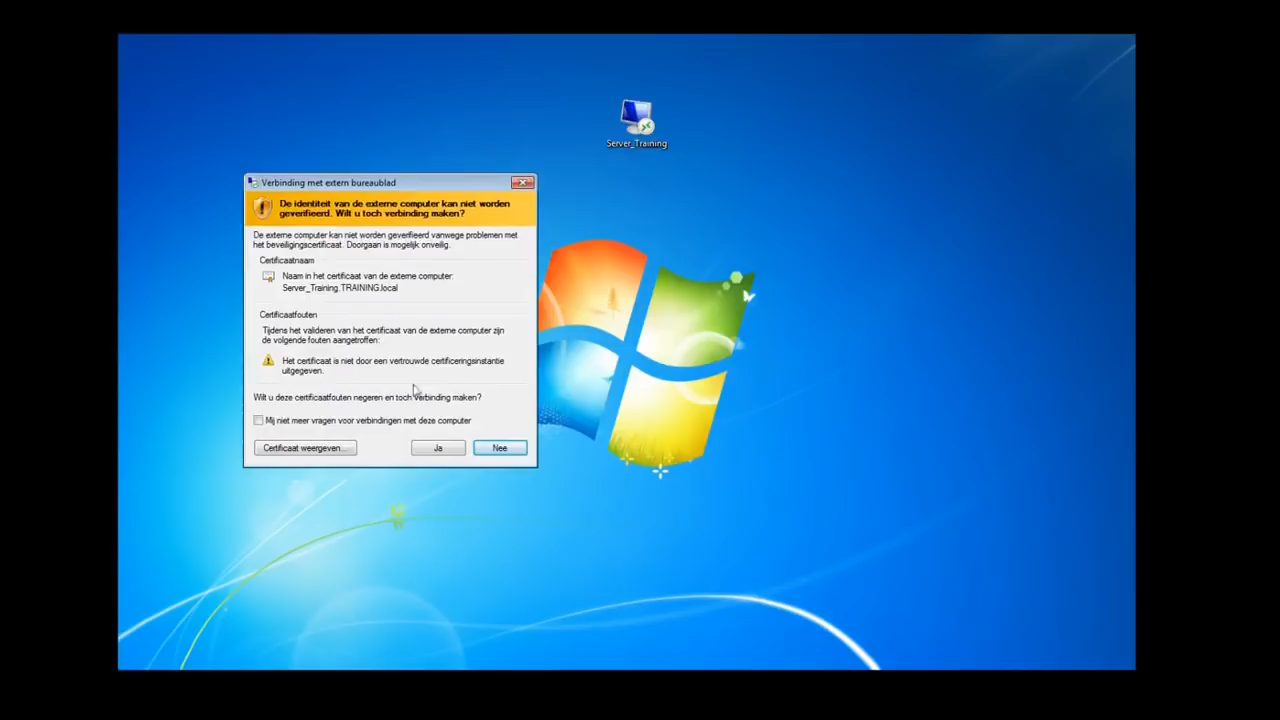 Server_Training
Verbinding met extern bureaublad
De identiteit van de externe computer kan niet worden
geverifieerd. Wilt u toch verbinding maken?
De externe computer kan niet worden geverifieerd vanwege problemen met
het beveiligingscertificaat. Doorgaan is mogelijk onveilig.
Certificaatnaam
Naam in het certificaat van de externe computer:
Server_Training.TRAINING.local
Certificaatfouten
Tijdens het valideren van het certificaat van de externe computer zijn
de volgende fouten aangetroffen:
Het certificaat is niet door een vertrouwde certificeringsinstantie
uitgegeven.
Wilt u deze certificaatfouten negeren en toch verbinding maken?
Mij niet meer vragen voor verbindingen met deze computer
Certificaat weergeven...
Ja
Nee